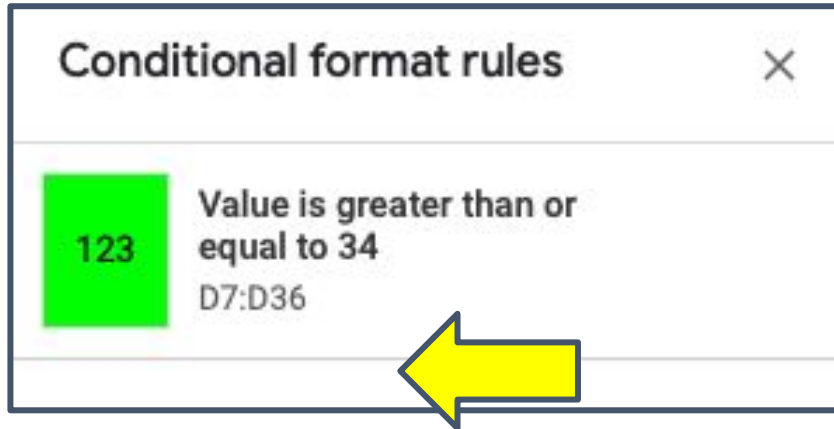 Conditional format rules
123
Value is greater than or
equal to 34
D7:D36